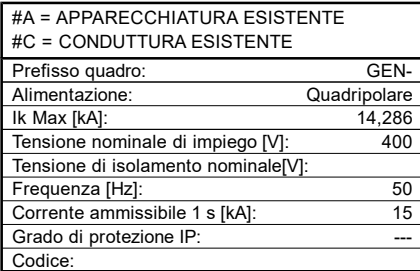 #A = APPARECCHIATURA ESISTENTE
#C = CONDUTTURA ESISTENTE
Prefisso quadro: GEN-
Alimentazione: Quadripolare
Ik Max [kA]: 14,286
Tensione nominale di impiego [V]: 400
Tensione di isolamento nominale[V]:
Frequenza [Hz]: 50
Corrente ammissibile 1 s [kA]: 15
Grado di protezione IP: ---
Codice: